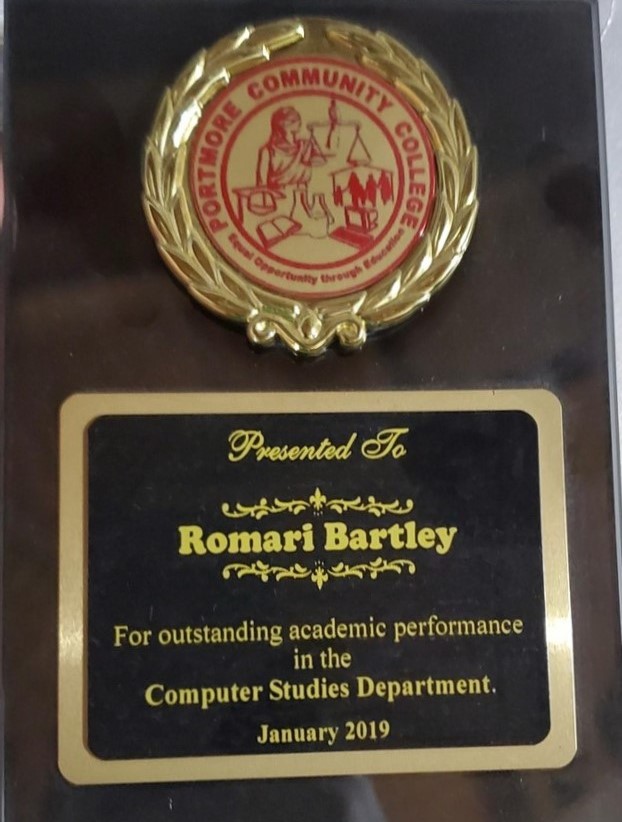 PORTMORE COMMUNITY COLLEGE
Equal Opportunity through Education
Presented To
Romari Bartley
For outstanding academic performance
in the
Computer Studies Department.
January 2019